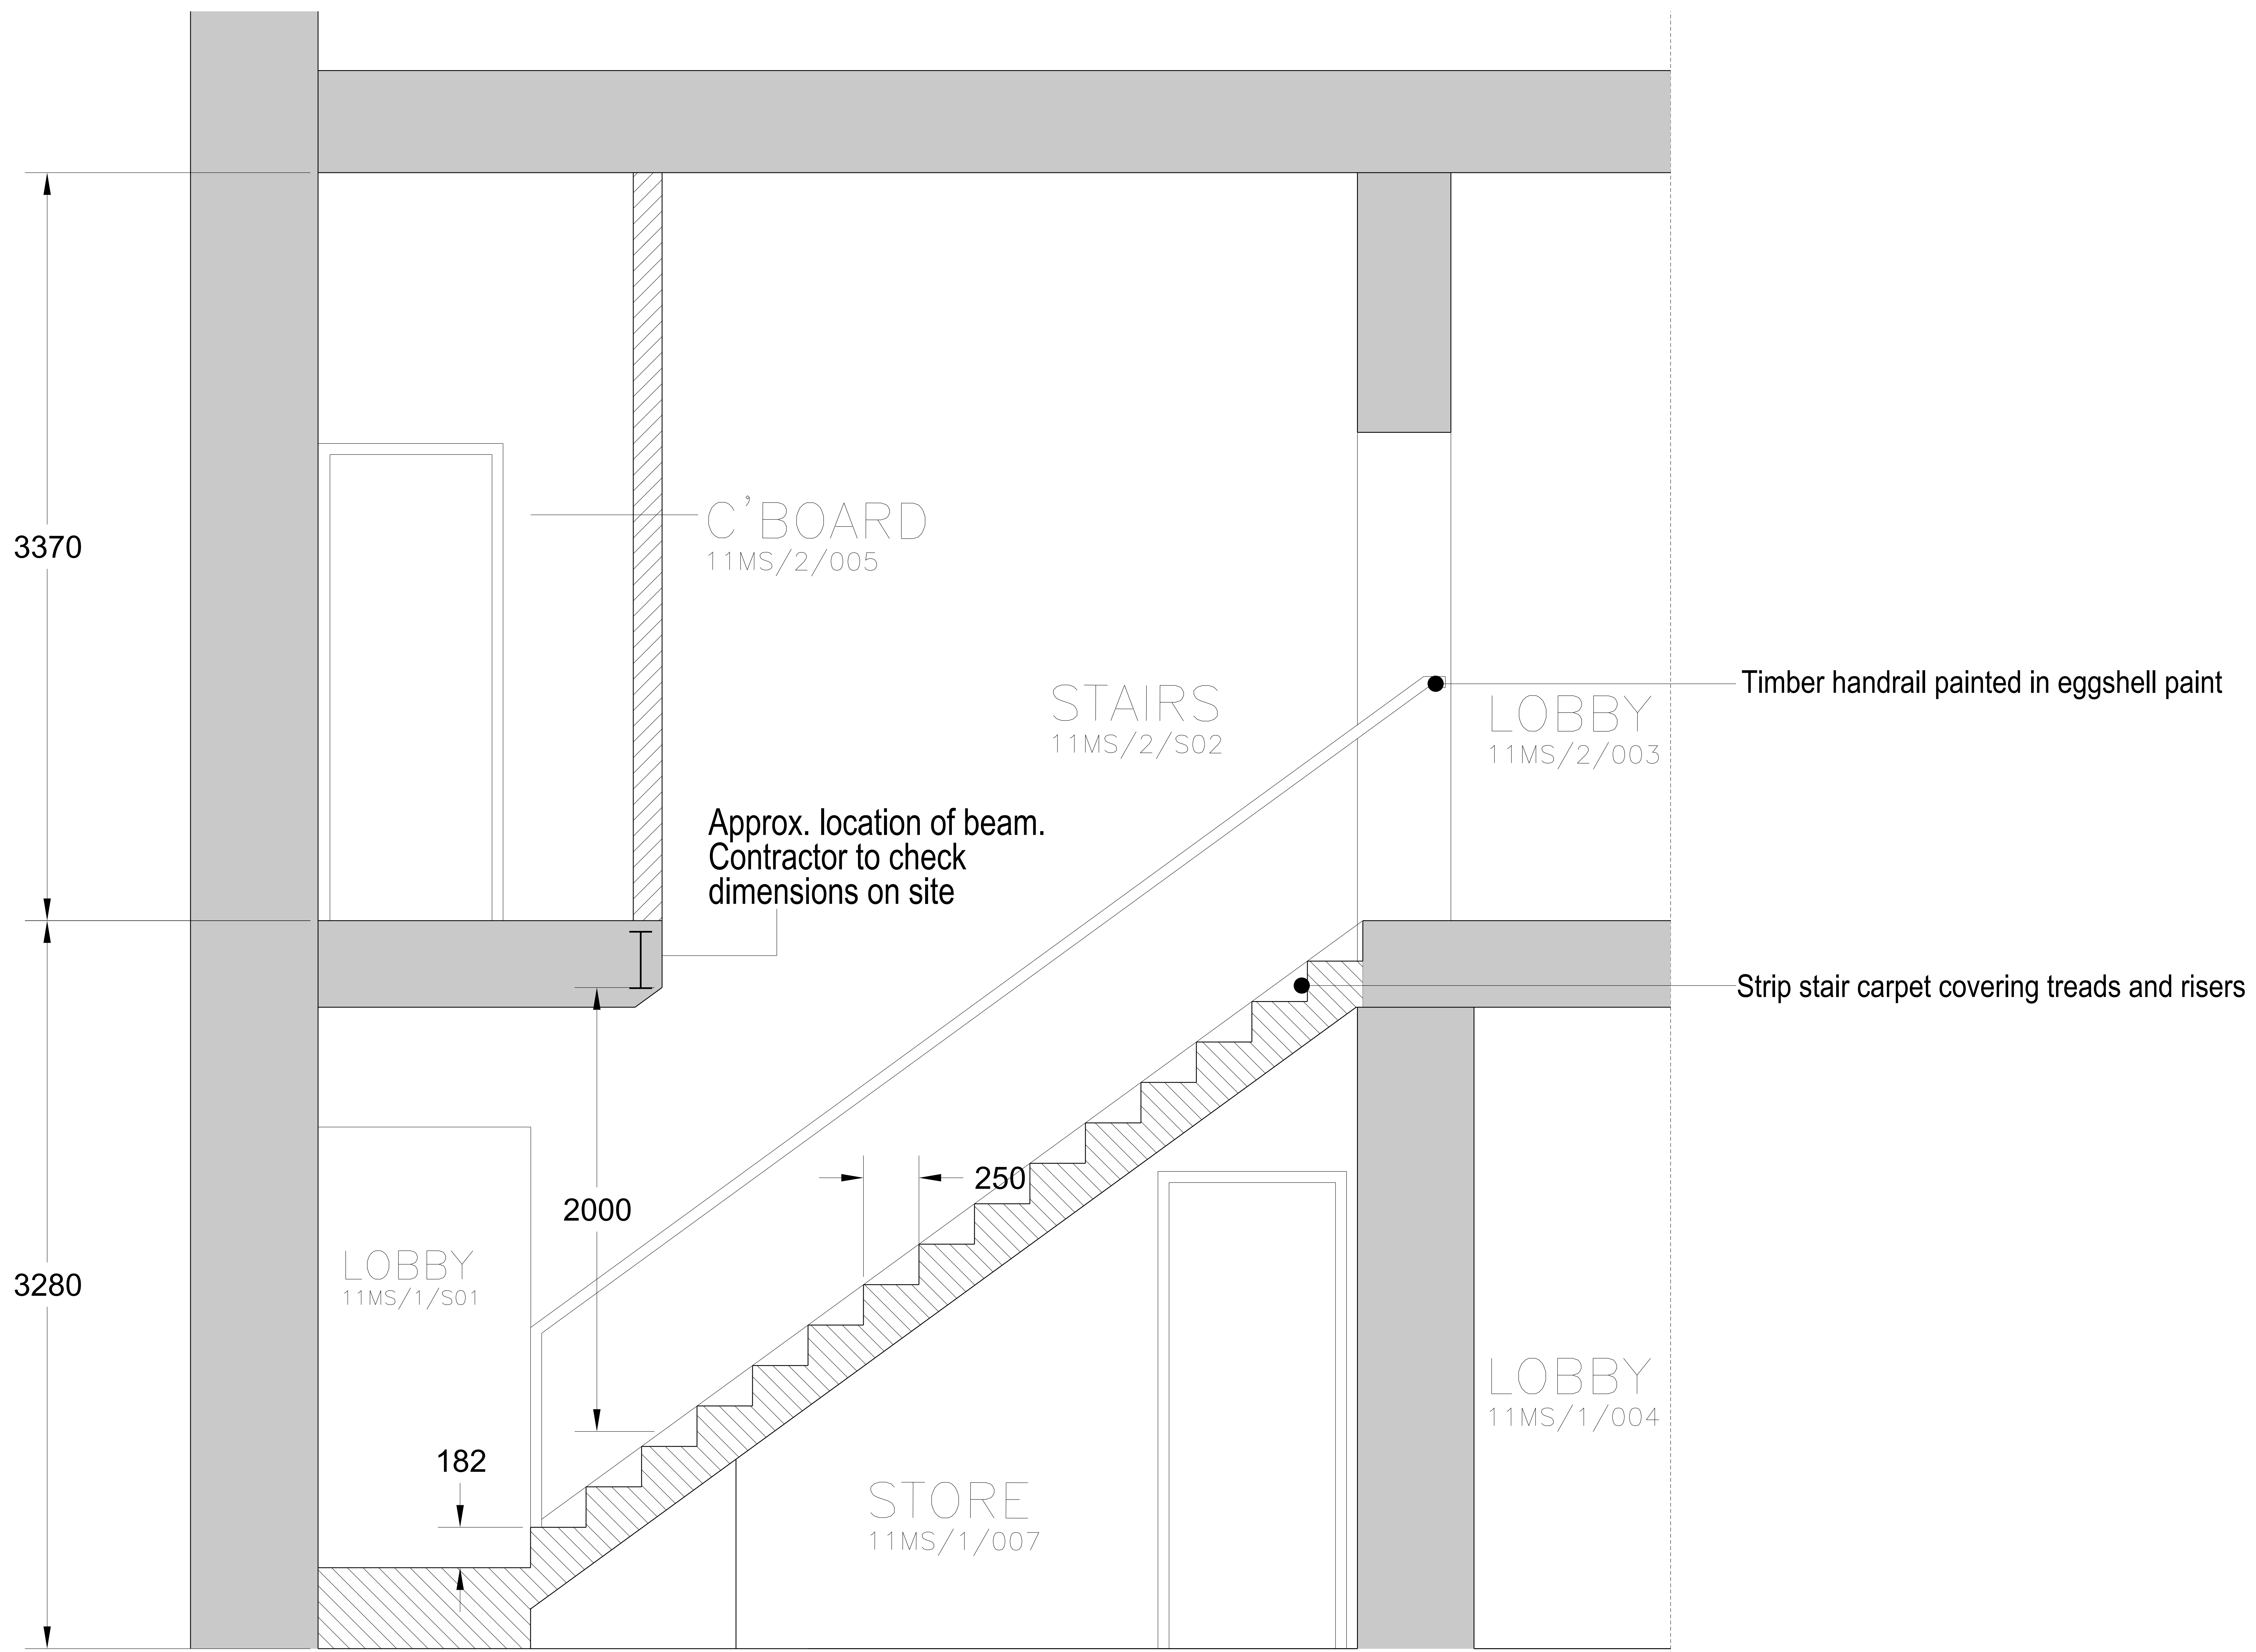 C'BOARD
11MS/2/005
3370
STAIRS
11MS/2/S02
Timber handrail painted in eggshell paint
LOBBY
11MS/2/003
Approx. location of beam.
Contractor to check
dimensions on site
Strip stair carpet covering treads and risers
250
2000
LOBBY
11MS/1/S01
3280
LOBBY
11MS/1/004
182
STORE
11MS/1/007